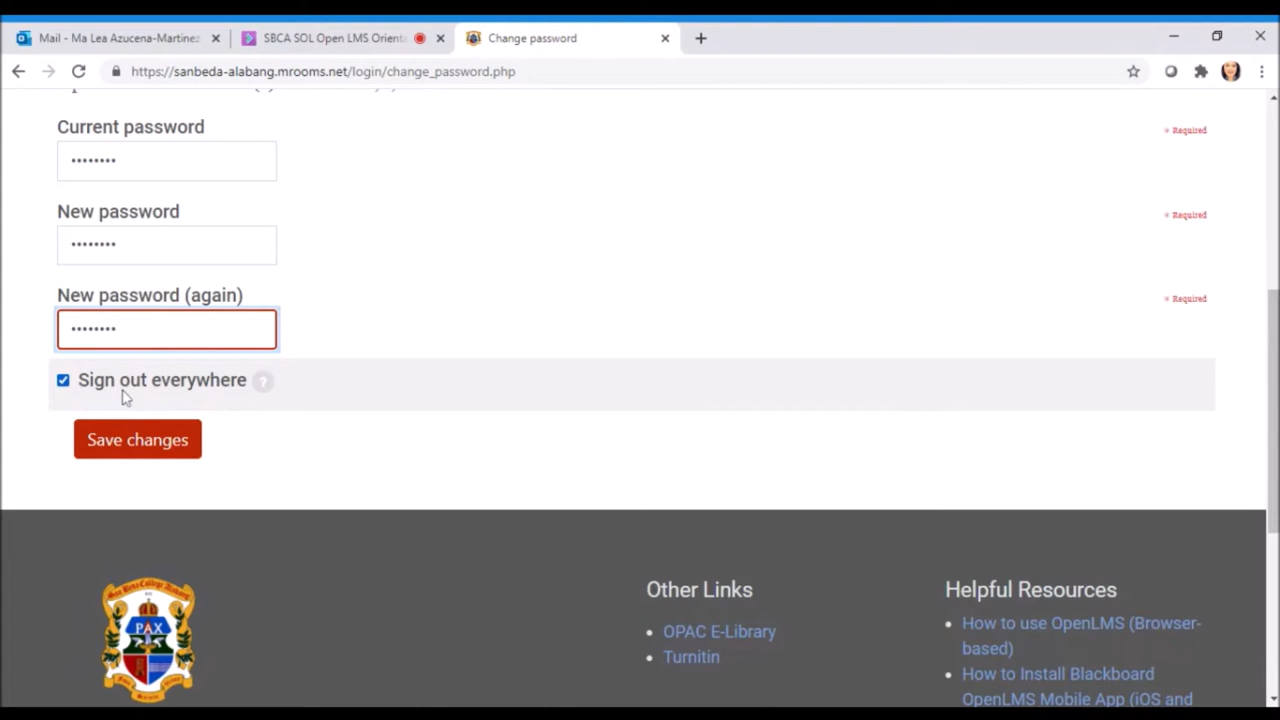 Mail - Ma Lea Azucena-Martinez
SBCA SOL Open LMS Orient
Change password
https://sanbeda-alabang.mrooms.net/login/change_password.php
Current password
Required
New password
Required
New password (again)
Required
Sign out everywhere ?
Save changes
PAX
Other Links
OPAC E-Library
Turnitin
Helpful Resources
How to use OpenLMS (Browser-
based)
How to Install Blackboard
OpenLMS Mobile App (iOS and